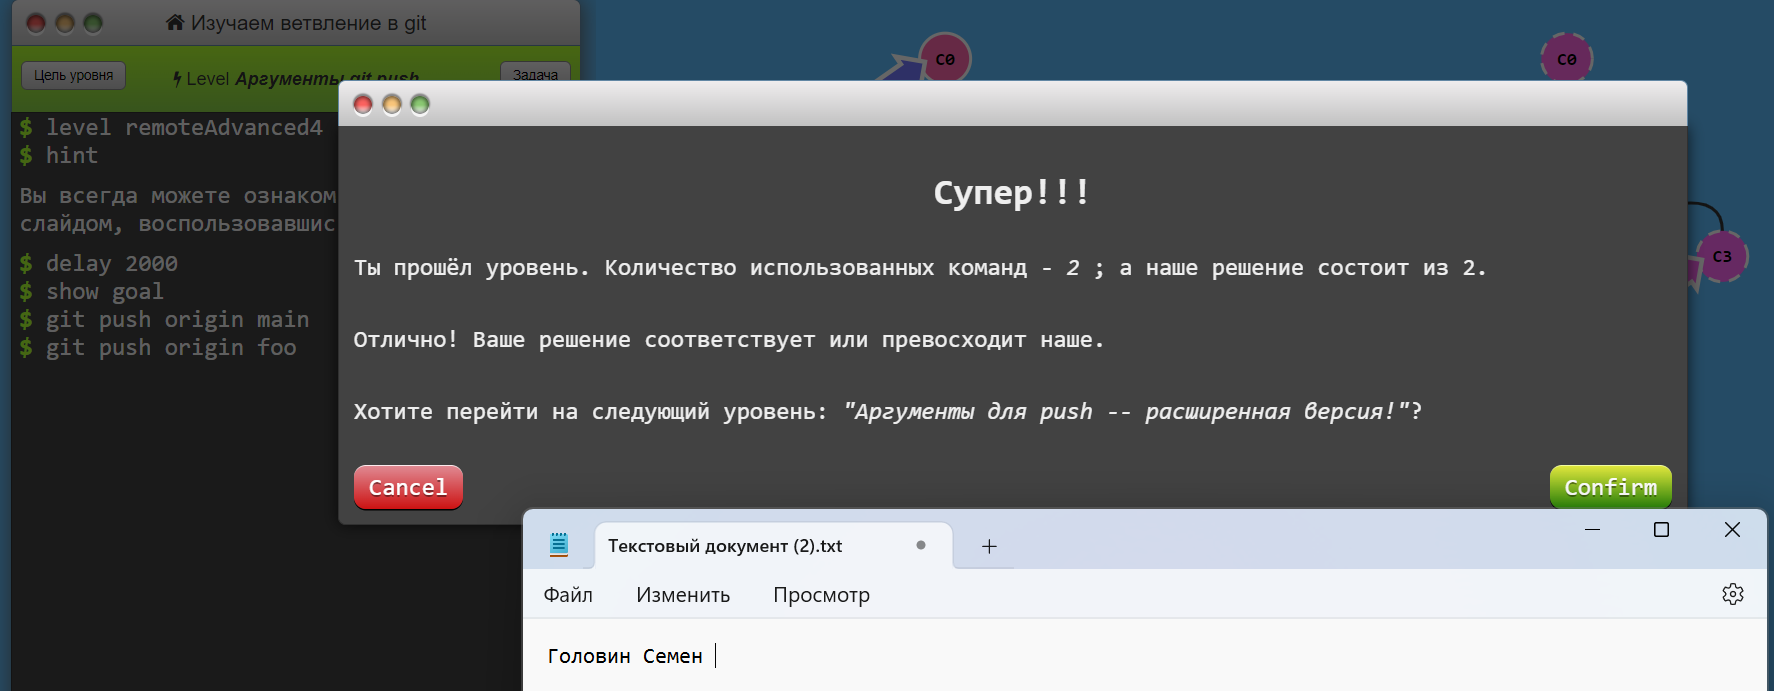 Изучаем ветвление в git
Цель уровня
Level Аргументы git push
Задача
$ level remoteAdvanced4
$ hint
Вы всегда можете ознаком
слайдом, воспользовавшис
$ delay 2000
$ show goal
$ git push origin main
$ git push origin foo
C0
C0
C3
Супер!!!
Ты прошёл уровень. Количество использованных команд - 2 ; а наше решение состоит из 2.
Отлично! Ваше решение соответствует или превосходит наше.
Хотите перейти на следующий уровень: "Аргументы для push -- расширенная версия!"?
Cancel
Confirm
Текстовый документ (2).txt
Файл Изменить Просмотр
Головин Семен